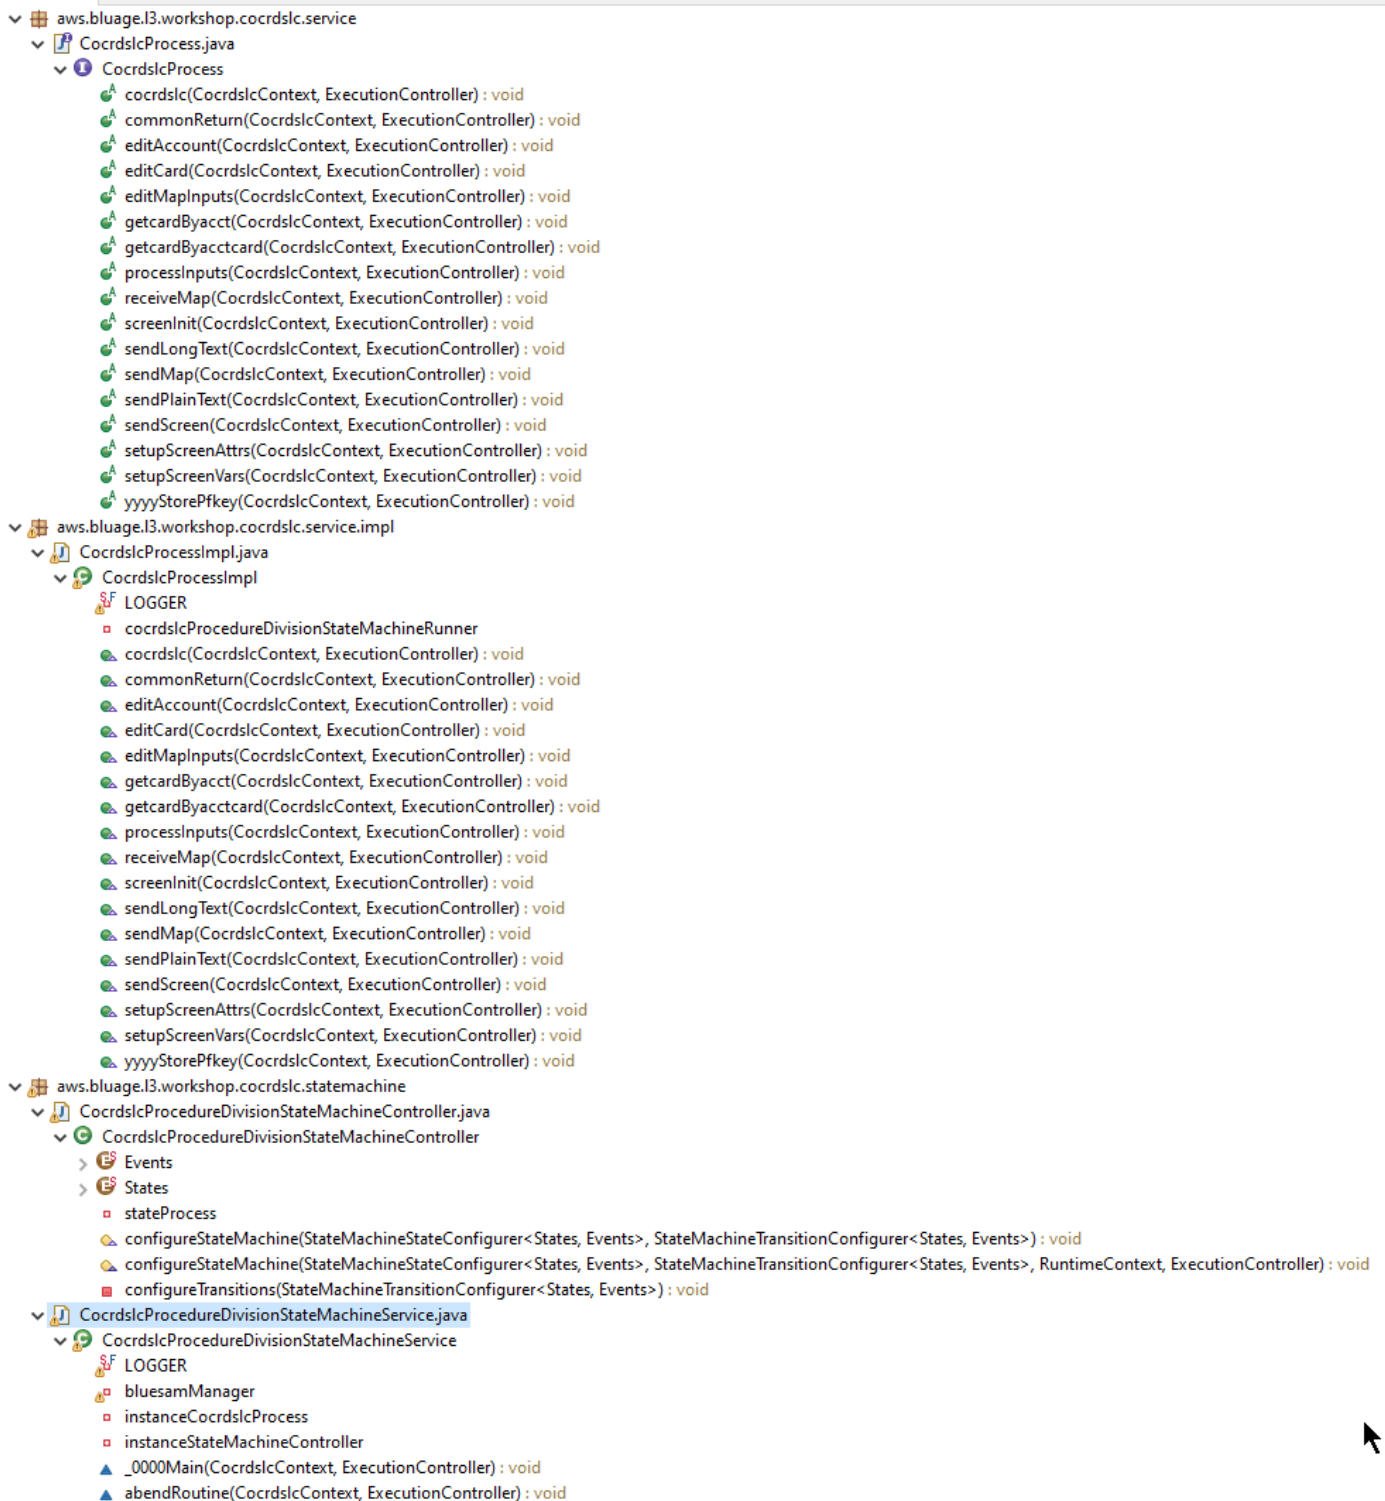 aws.bluage.l3.workshop.cocrdslc.service
CocrdslcProcess.java
CocrdslcProcess
cocrdslc(CocrdslcContext, ExecutionController) : void
commonReturn(CocrdslcContext, ExecutionController) : void
editAccount(CocrdslcContext, ExecutionController) : void
editCard(CocrdslcContext, ExecutionController) : void
editMapInputs(CocrdslcContext, ExecutionController) : void
getcardByacct(CocrdslcContext, ExecutionController) : void
getcardByacctcard(CocrdslcContext, ExecutionController) : void
processInputs(CocrdslcContext, ExecutionController) : void
receiveMap(CocrdslcContext, ExecutionController) : void
screenInit(CocrdslcContext, ExecutionController) : void
sendLongText(CocrdslcContext, ExecutionController) : void
sendMap(CocrdslcContext, ExecutionController) : void
sendPlainText(CocrdslcContext, ExecutionController) : void
sendScreen(CocrdslcContext, ExecutionController) : void
setupScreenAttrs(CocrdslcContext, ExecutionController) : void
setupScreenVars(CocrdslcContext, ExecutionController) : void
yyyyStorePfkey(CocrdslcContext, ExecutionController) : void
aws.bluage.l3.workshop.cocrdslc.service.impl
CocrdslcProcessImpl.java
CocrdslcProcessImpl
LOGGER
cocrdslcProcedureDivisionStateMachineRunner
cocrdslc(CocrdslcContext, ExecutionController) : void
commonReturn(CocrdslcContext, ExecutionController) : void
editAccount(CocrdslcContext, ExecutionController) : void
editCard(CocrdslcContext, ExecutionController) : void
editMapInputs(CocrdslcContext, ExecutionController) : void
getcardByacct(CocrdslcContext, ExecutionController) : void
getcardByacctcard(CocrdslcContext, ExecutionController) : void
processInputs(CocrdslcContext, ExecutionController) : void
receiveMap(CocrdslcContext, ExecutionController) : void
screenInit(CocrdslcContext, ExecutionController) : void
sendLongText(CocrdslcContext, ExecutionController) : void
sendMap(CocrdslcContext, ExecutionController) : void
sendPlainText(CocrdslcContext, ExecutionController) : void
sendScreen(CocrdslcContext, ExecutionController) : void
setupScreenAttrs(CocrdslcContext, ExecutionController) : void
setupScreenVars(CocrdslcContext, ExecutionController) : void
yyyyStorePfkey(CocrdslcContext, ExecutionController) : void
aws.bluage.l3.workshop.cocrdslc.statemachine
CocrdslcProcedureDivisionStateMachineController.java
CocrdslcProcedureDivisionStateMachineController
Events
States
stateProcess
configureStateMachine(StateMachineStateConfigurer<States, Events>, StateMachineTransitionConfigurer<States, Events>) : void
configureStateMachine(StateMachineStateConfigurer<States, Events>, StateMachineTransitionConfigurer<States, Events>, RuntimeContext, ExecutionController) : void
configureTransitions(StateMachineTransitionConfigurer<States, Events>) : void
CocrdslcProcedureDivisionStateMachineService.java
CocrdslcProcedureDivisionStateMachineService
LOGGER
bluesamManager
instanceCocrdslcProcess
instanceStateMachineController
_0000Main(CocrdslcContext, ExecutionController) : void
abendRoutine(CocrdslcContext, ExecutionController) : void